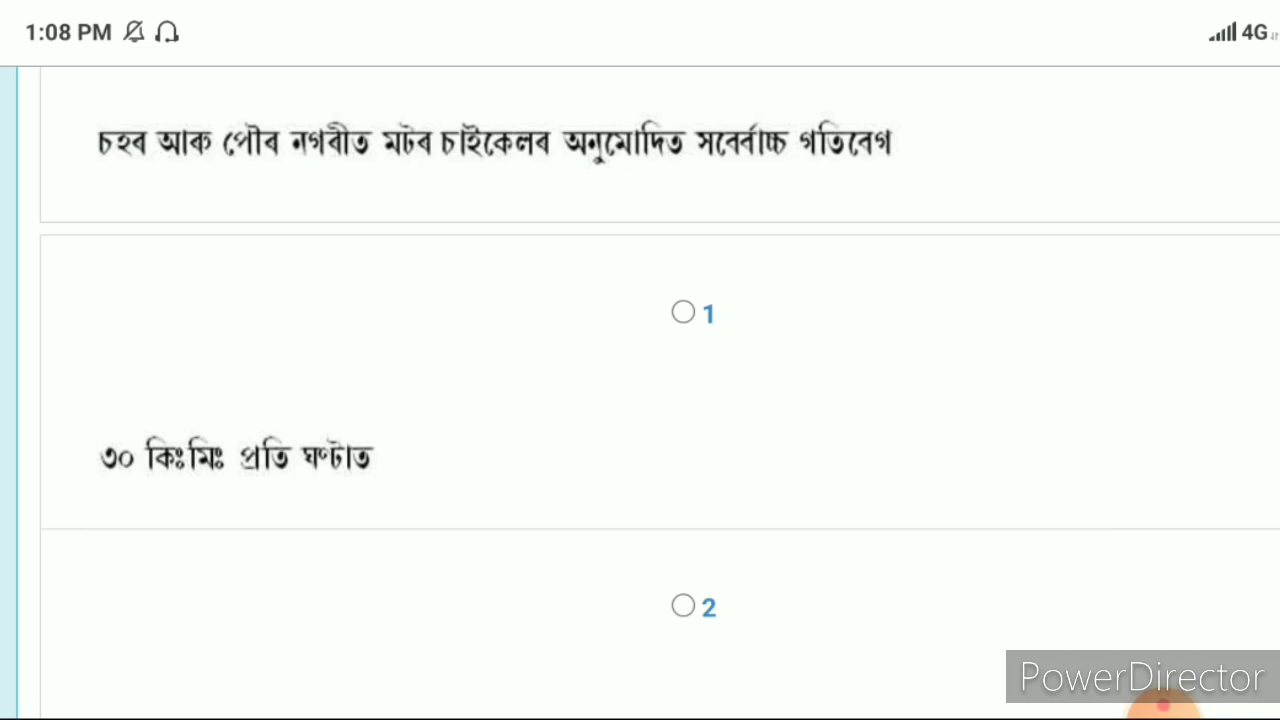 1:08 PM 4G
চহৰ আৰু পৌৰ নগৰীত মটৰ চাইকেলৰ অনুমোদিত সৰ্বোচ্চ গতিবেগ
1
৩০ কিঃমিঃ প্ৰতি ঘণ্টাত
2
PowerDirector